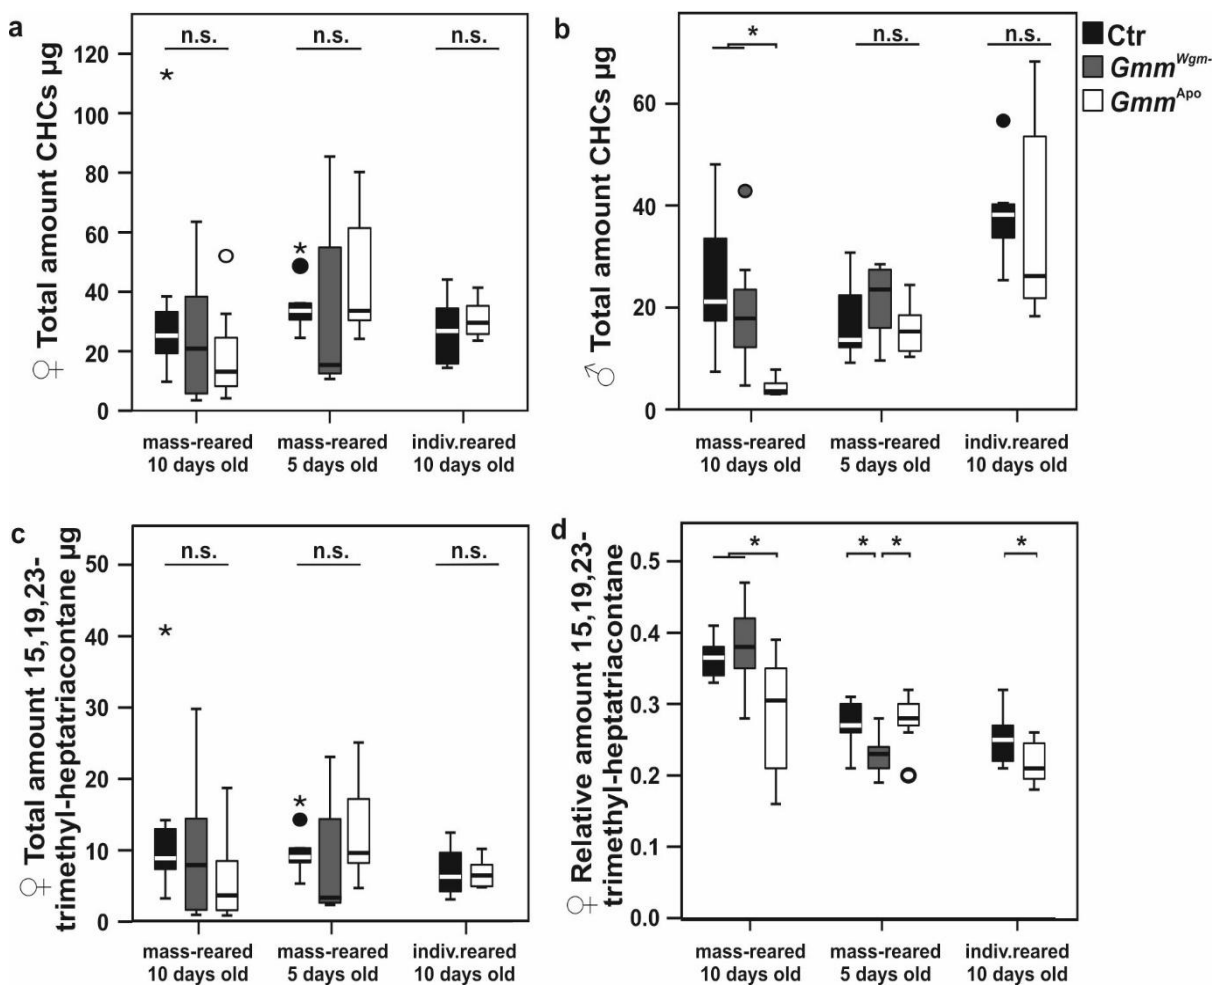 a
n.s.
n.s.
n.s.
♀ Total amount CHCs µg
120
100
80
60
40
20
0
*
*
mass-reared
10 days old
mass-reared
5 days old
indiv.reared
10 days old
b
*
n.s.
n.s.
♂ Total amount CHCs µg
60
40
20
0
mass-reared
10 days old
mass-reared
5 days old
indiv.reared
10 days old
Ctr
Gmm^Wgm-
Gmm^Apo
c
n.s.
n.s.
n.s.
♀ Total amount 15,19,23-
trimethyl-heptatriacontane µg
50
40
30
20
10
0
*
*
mass-reared
10 days old
mass-reared
5 days old
indiv.reared
10 days old
d
*
*
*
*
♀ Relative amount 15,19,23-
trimethyl-heptatriacontane
0.5
0.4
0.3
0.2
0.1
0.0
mass-reared
10 days old
mass-reared
5 days old
indiv.reared
10 days old